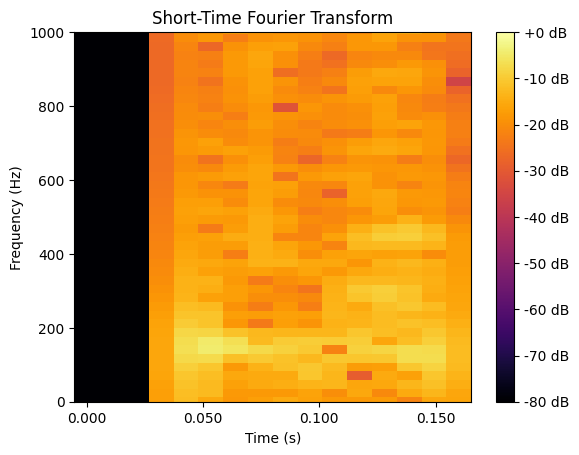 Short-Time Fourier Transform
Frequency (Hz)
1000
800
600
400
200
0
0.000
0.050
0.100
0.150
Time (s)
+0 dB
-10 dB
-20 dB
-30 dB
-40 dB
-50 dB
-60 dB
-70 dB
-80 dB